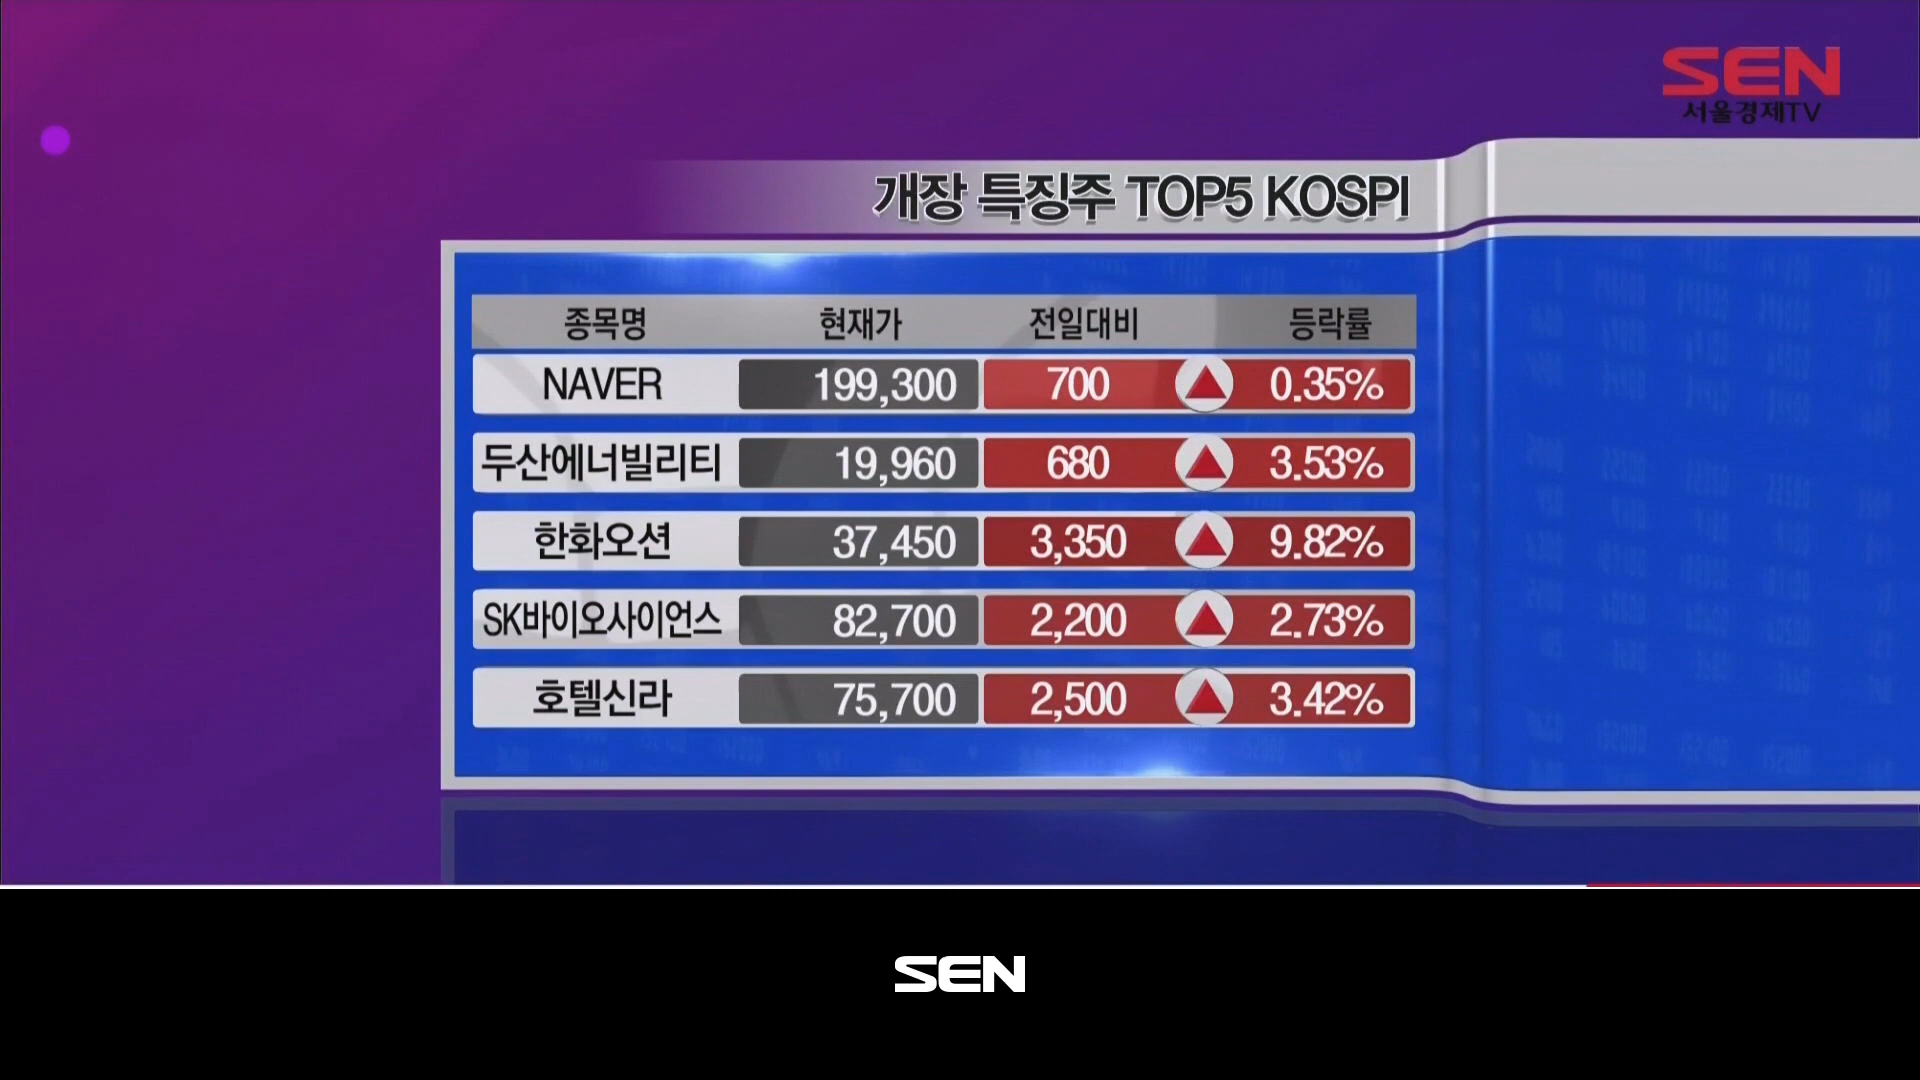 SEN
서울경제TV
개장 특징주 TOP5 KOSPI
종목명 현재가 전일대비 등락률
NAVER 199,300 700 ▲ 0.35%
두산에너빌리티 19,960 680 ▲ 3.53%
한화오션 37,450 3,350 ▲ 9.82%
SK바이오사이언스 82,700 2,200 ▲ 2.73%
호텔신라 75,700 2,500 ▲ 3.42%
SEN